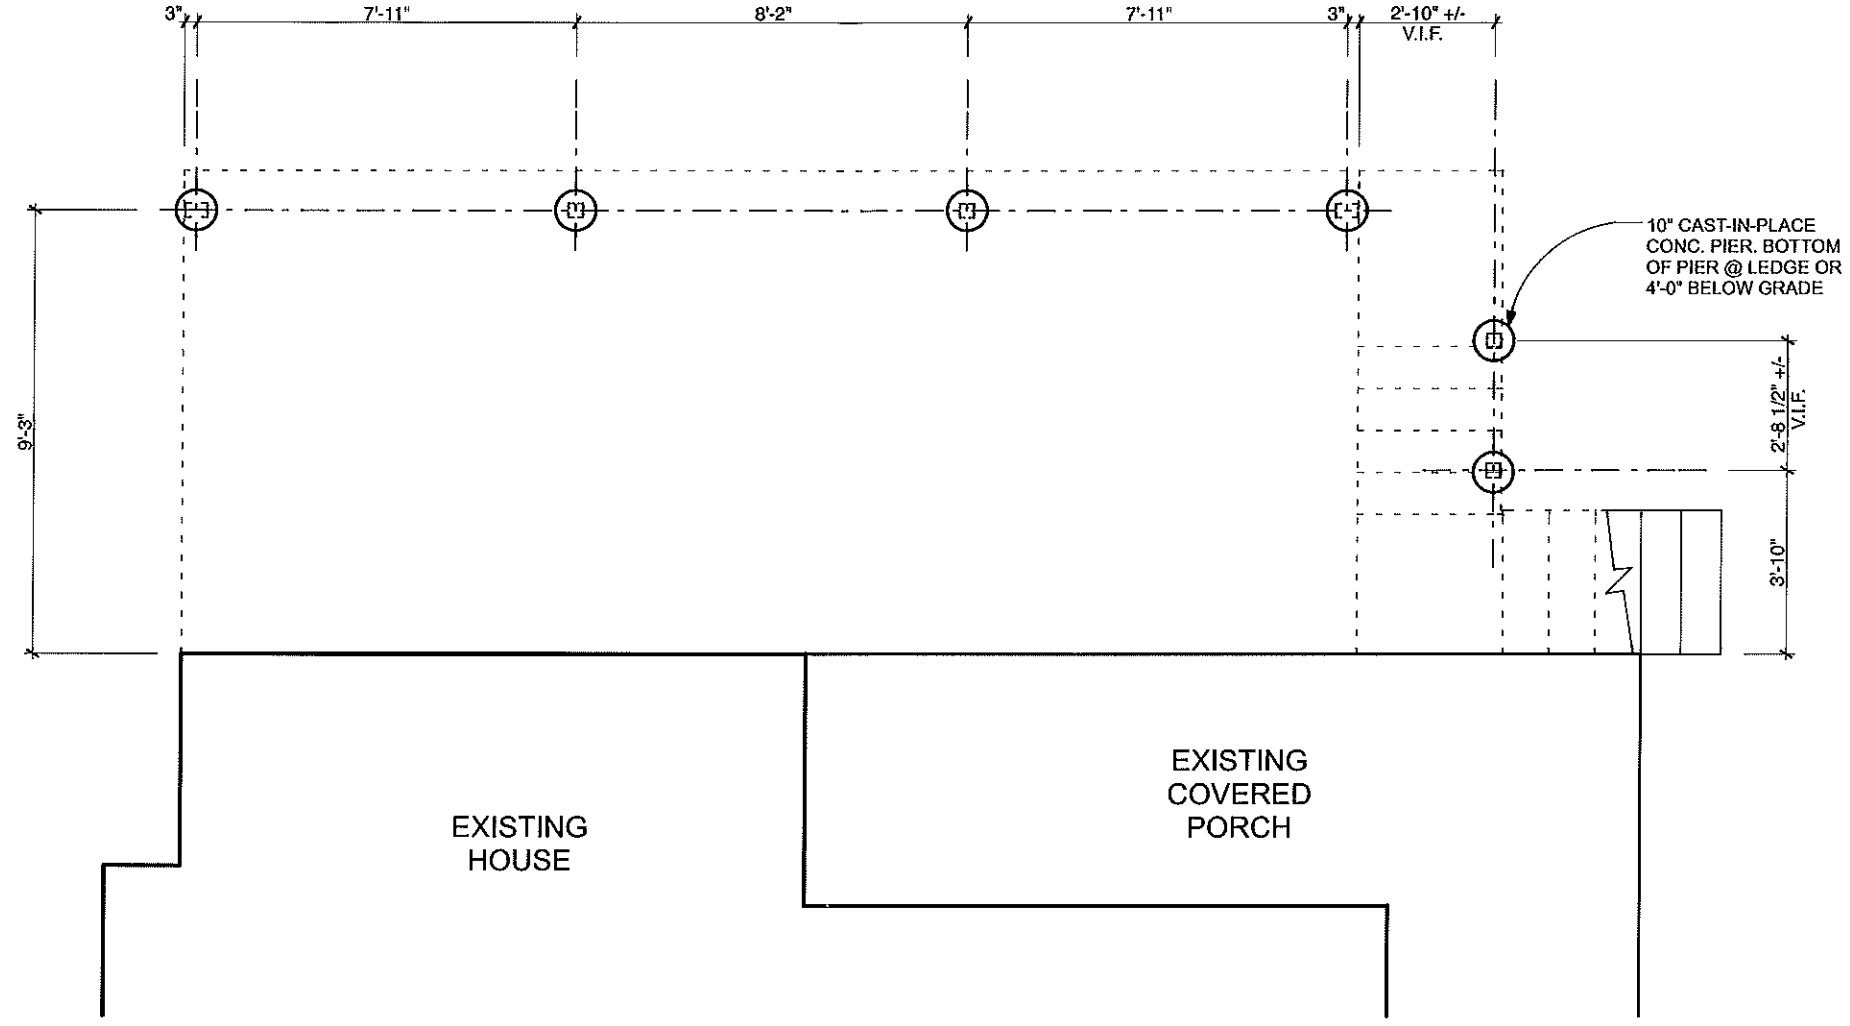 3" 7'-11" 8'-2" 7'-11" 3" 2'-10" +/-
V.I.F.
10" CAST-IN-PLACE
CONC. PIER. BOTTOM
OF PIER @ LEDGE OR
4'-0" BELOW GRADE
9'-3"
2'-8 1/2" +/-
V.I.F.
3'-10"
EXISTING
HOUSE
EXISTING
COVERED
PORCH